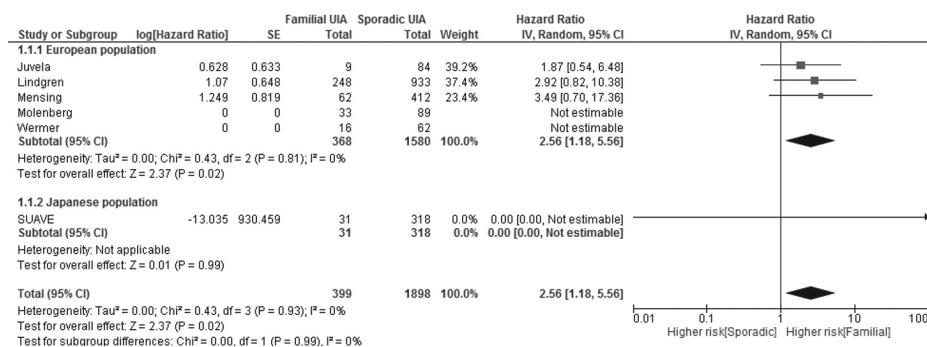 Familial UIA Sporadic UIA Hazard Ratio Hazard Ratio
Study or Subgroup log[Hazard Ratio] SE Total Total Weight IV, Random, 95% CI IV, Random, 95% CI
1.1.1 European population
Juvela 0.628 0.633 9 84 39.2% 1.87 [0.54, 6.48]
Lindgren 1.07 0.648 248 933 37.4% 2.92 [0.82, 10.38]
Mensing 1.249 0.819 62 412 23.4% 3.49 [0.70, 17.36]
Molenberg 0 0 33 89 Not estimable
Wermer 0 0 16 62 Not estimable
Subtotal (95% CI) 368 1580 100.0% 2.56 [1.18, 5.56]
Heterogeneity: Tau² = 0.00; Chi² = 0.43, df = 2 (P = 0.81); I² = 0%
Test for overall effect: Z = 2.37 (P = 0.02)
1.1.2 Japanese population
SUAVE -13.035 930.459 31 318 0.0% 0.00 [0.00, Not estimable]
Subtotal (95% CI) 31 318 0.0% 0.00 [0.00, Not estimable]
Heterogeneity: Not applicable
Test for overall effect: Z = 0.01 (P = 0.99)
Total (95% CI) 399 1898 100.0% 2.56 [1.18, 5.56]
Heterogeneity: Tau² = 0.00; Chi² = 0.43, df = 3 (P = 0.93); I² = 0%
Test for overall effect: Z = 2.37 (P = 0.02)
Test for subgroup differences: Chi² = 0.00, df = 1 (P = 0.99), I² = 0%
0.01 0.1 1 10 100
Higher risk[Sporadic] Higher risk[Familial]